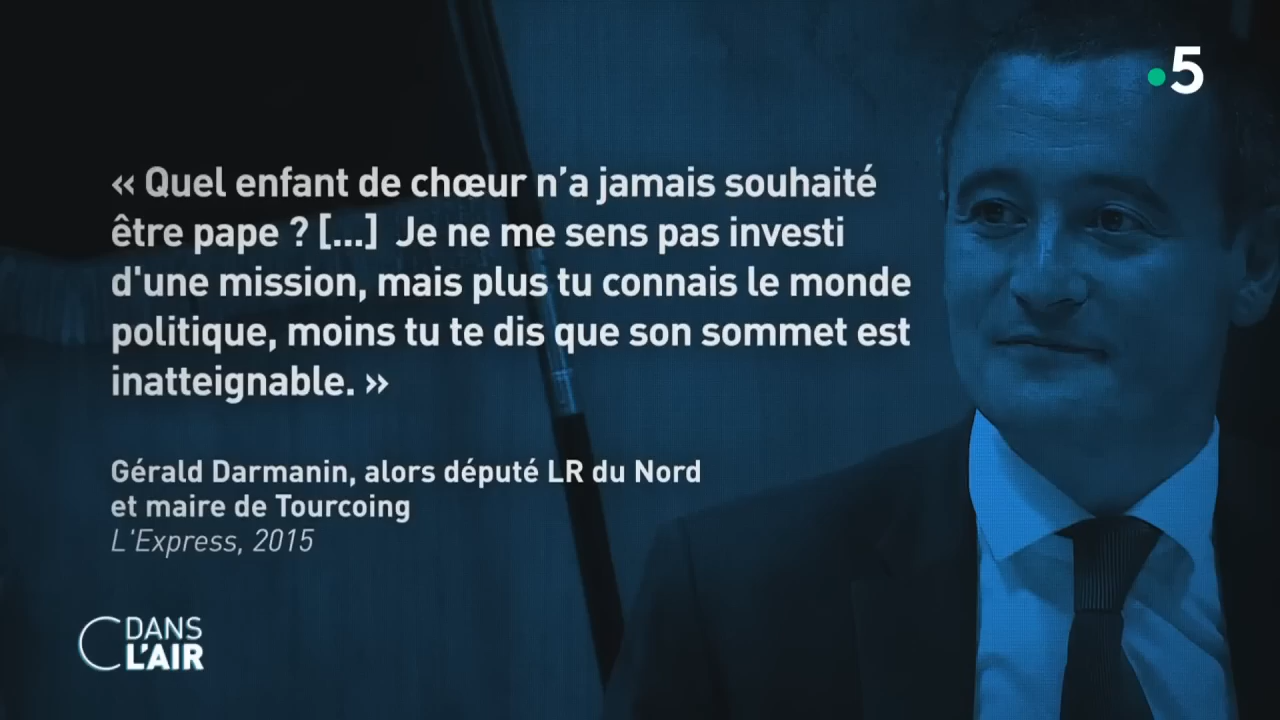 5
« Quel enfant de chœur n’a jamais souhaité
être pape ? [...] Je ne me sens pas investi
d'une mission, mais plus tu connais le monde
politique, moins tu te dis que son sommet est
inatteignable. »
Gérald Darmanin, alors député LR du Nord
et maire de Tourcoing
L'Express, 2015
C DANS
L'AIR